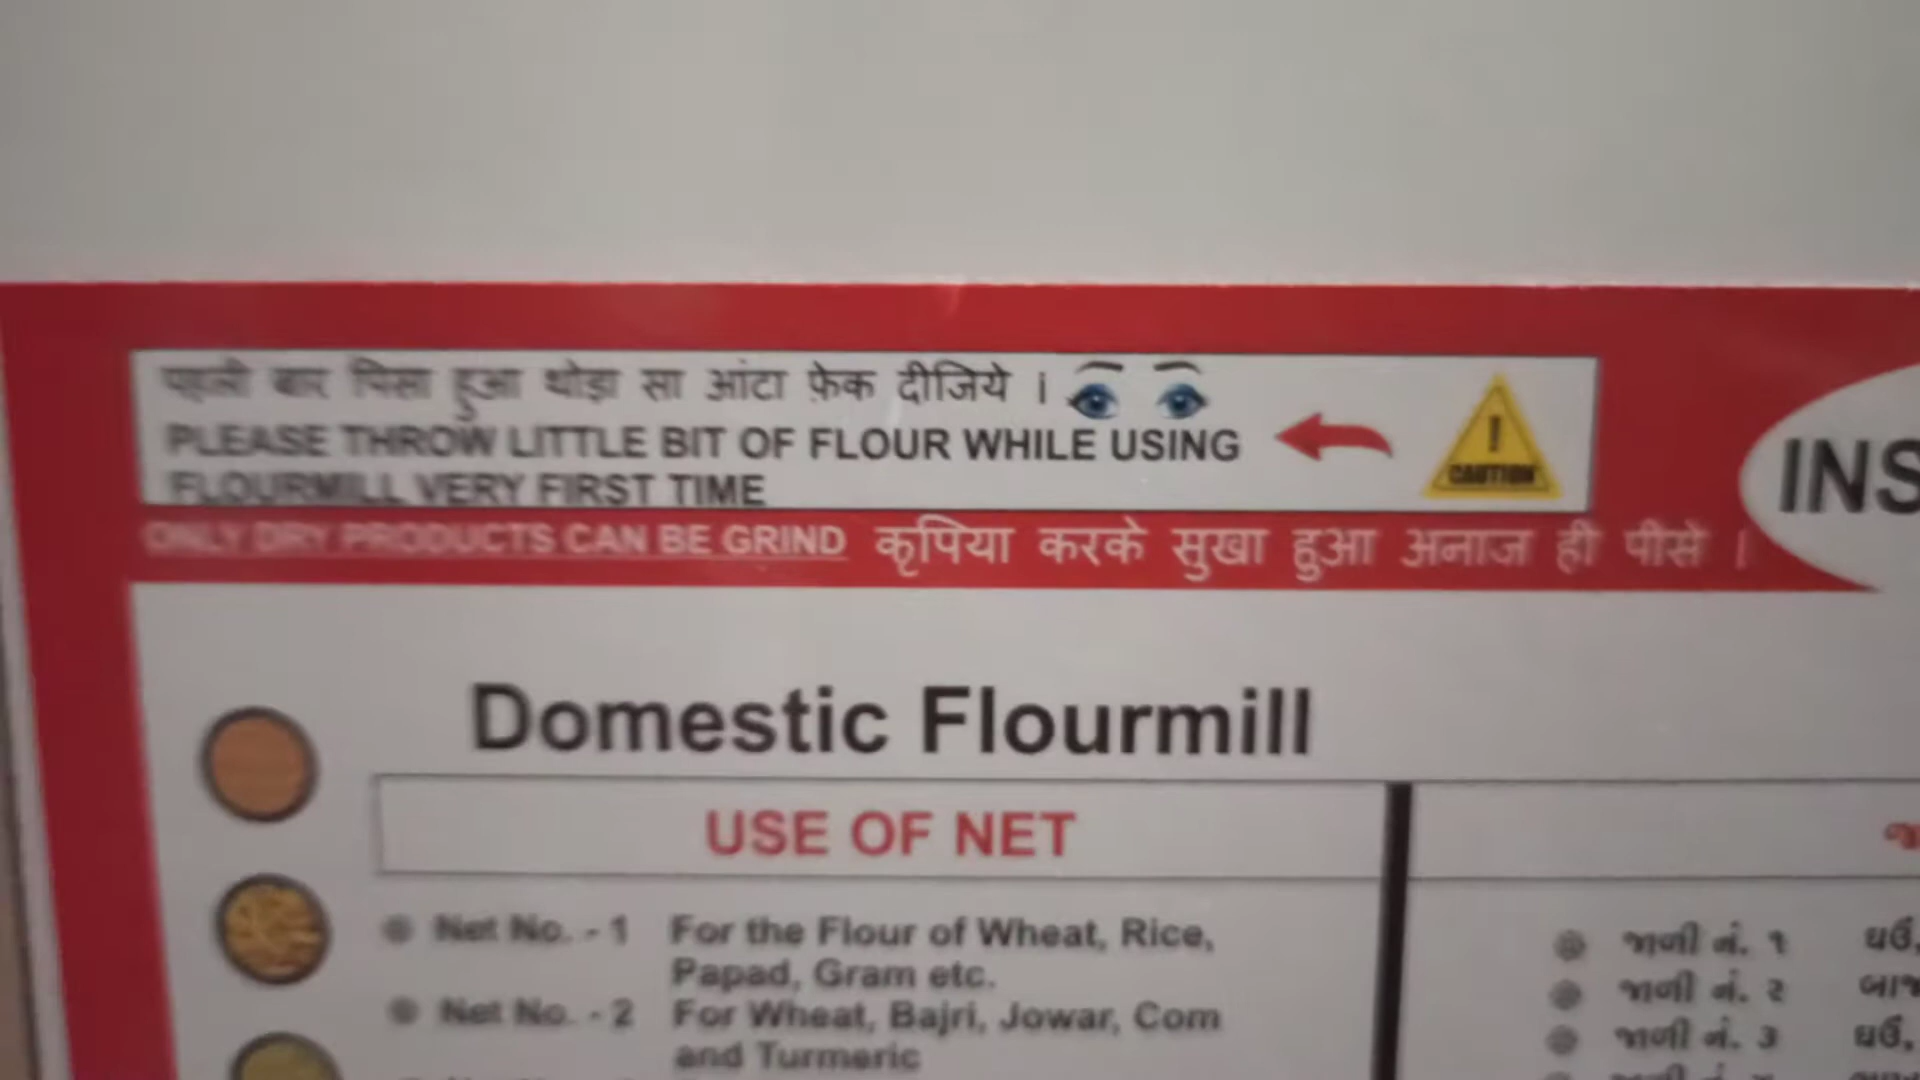 पहली बार पिसा हुआ थोड़ा सा आंटा फ़ेक दीजिये ।
PLEASE THROW LITTLE BIT OF FLOUR WHILE USING
FLOURMILL VERY FIRST TIME
CAUTION
ONLY DRY PRODUCTS CAN BE GRIND कृपिया करके सुखा हुआ अनाज ही पीसे ।
INS
Domestic Flourmill
USE OF NET
Net No. - 1 For the Flour of Wheat, Rice,
Papad, Gram etc.
Net No. - 2 For Wheat, Bajri, Jowar, Corn
and Turmeric
જાળી નં. ૧ ઘઉં,
જાળી નં. ૨
જાળી નં. ૩ ઘઉં,